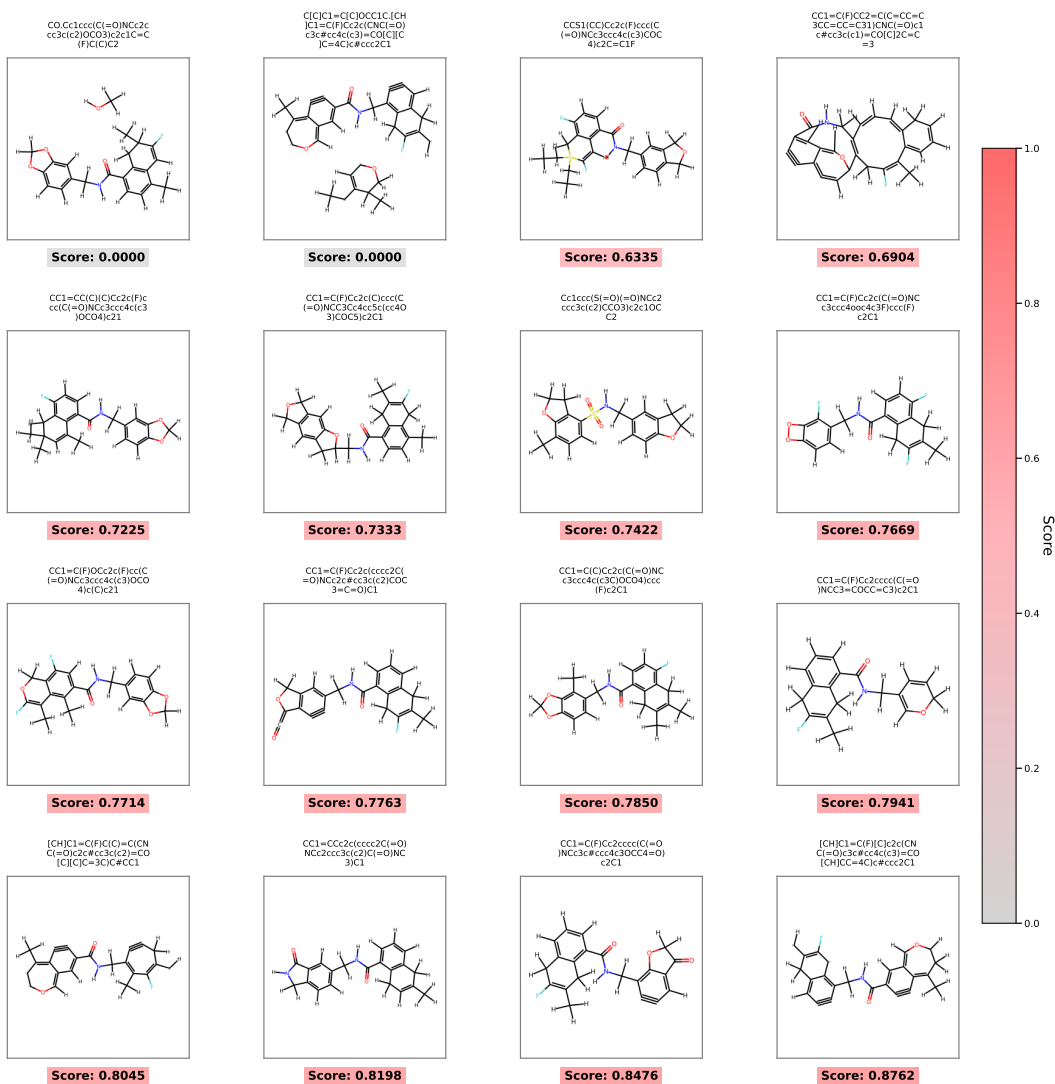 CO.Cc1ccc(C(=O)NCc2c
cc3c(c2)OCO3)c2c1C=C
(F)C(C)C2
C[C]C1=C[C]OCC1C.[CH
]C1=C(F)Cc2c(CNC(=O)
c3c#cc4c(c3)=CO[C][C
]C=4C)c#ccc2C1
CCS1(CC)Cc2c(F)ccc(C
(=O)NCc3ccc4c(c3)COC
4)c2C=C1F
CC1=C(F)CC2=C(C=CC=C
3CC=CC=C31)CNC(=O)c1
c#cc3c(c1)=CO[C]2C=C
=3
Score: 0.0000
Score: 0.0000
Score: 0.6335
Score: 0.6904
CC1=CC(C)(C)Cc2c(F)c
cc(C(=O)NCc3ccc4c(c3
)OCO4)c21
CC1=C(F)Cc2c(C)ccc(C
(=O)NCC3Cc4cc5c(cc4O
3)COC5)c2C1
Cc1ccc(S(=O)(=O)NCc2
ccc3c(c2)CCO3)c2c1OC
C2
CC1=C(F)Cc2c(C(=O)NC
c3ccc4ooc4c3F)ccc(F)
c2C1
Score: 0.7225
Score: 0.7333
Score: 0.7422
Score: 0.7669
CC1=C(F)OCc2c(F)cc(C
(=O)NCc3ccc4c(c3)OCO
4)c(C)c21
CC1=C(F)Cc2c(cccc2C(
=O)NCc2c#cc3c(c2)COC
3=C=O)C1
CC1=C(C)Cc2c(C(=O)NC
c3ccc4c(c3C)OCO4)ccc
(F)c2C1
CC1=C(F)Cc2cccc(C(=O
)NCC3=COCC=C3)c2C1
Score: 0.7714
Score: 0.7763
Score: 0.7850
Score: 0.7941
[CH]C1=C(F)C(C)=C(CN
C(=O)c2c#cc3c(c2)=CO
[C][C]C=3C)C#CC1
CC1=CCc2c(cccc2C(=O)
NCc2ccc3c(c2)C(=O)NC
3)C1
CC1=C(F)Cc2cccc(C(=O
)NCc3c#ccc4c3OCC4=O)
c2C1
[CH]C1=C(F)[C]c2c(CN
C(=O)c3c#cc4c(c3)=CO
[CH]CC=4C)c#ccc2C1
Score: 0.8045
Score: 0.8198
Score: 0.8476
Score: 0.8762
1.0
0.8
0.6
0.4
0.2
0.0
Score